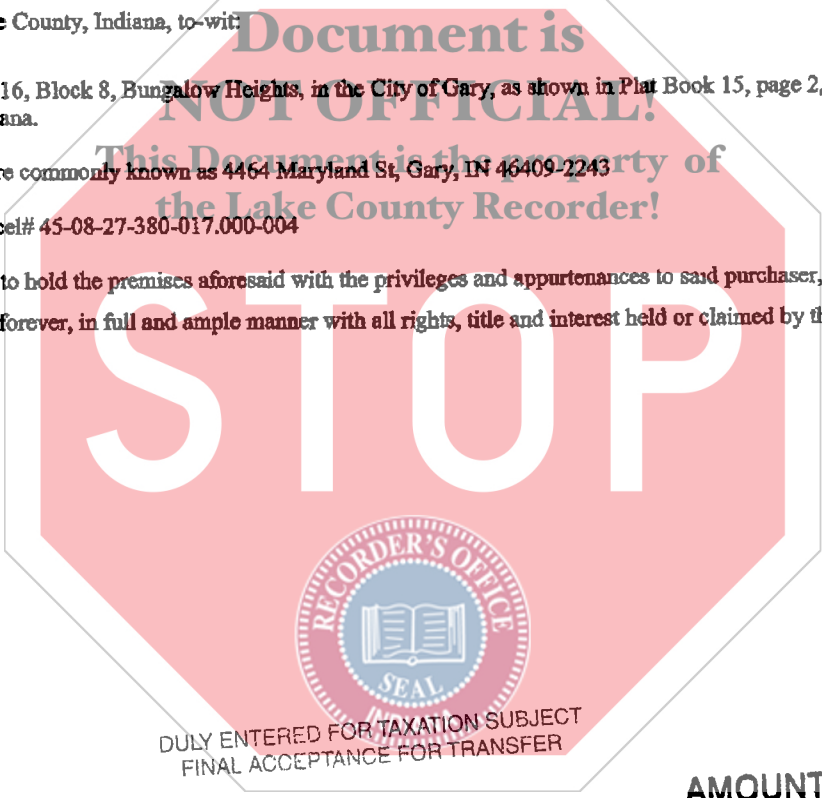 e County, Indiana, to-wit:
Document is
16, Block 8, Bungalow Heights, in the City of Gary, as shown in Plat Book 15, page 2,
NOT OFFICIAL!
ana.
This Document is the property of
e commonly known as 4464 Maryland St, Gary, IN 46409-2243
the Lake County Recorder!
cel# 45-08-27-380-017.000-004
to hold the premises aforesaid with the privileges and appurtenances to said purchaser,
forever, in full and ample manner with all rights, title and interest held or claimed by th
STOP
RECORDER'S OFFICE
SEAL
INDIANA
DULY ENTERED FOR TAXATION SUBJECT
FINAL ACCEPTANCE FOR TRANSFER
AMOUNT